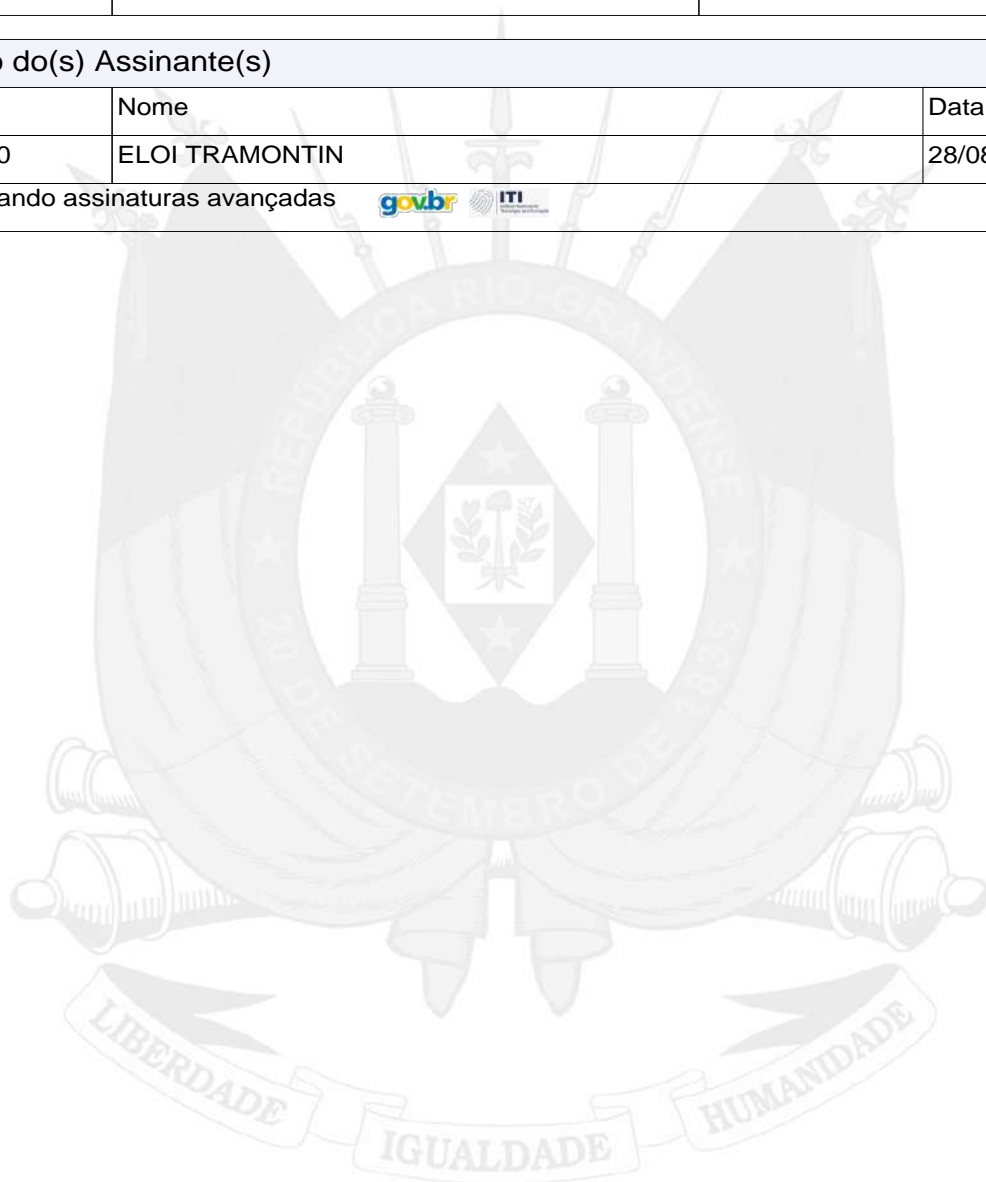 o do(s) Assinante(s)
Nome Data
0 ELOI TRAMONTIN 28/08
ando assinaturas avançadas gov.br ITI
REPÚBLICA RIO-GRANDENSE
20 DE SETEMBRO DE 1835
LIBERDADE IGUALDADE HUMANIDADE